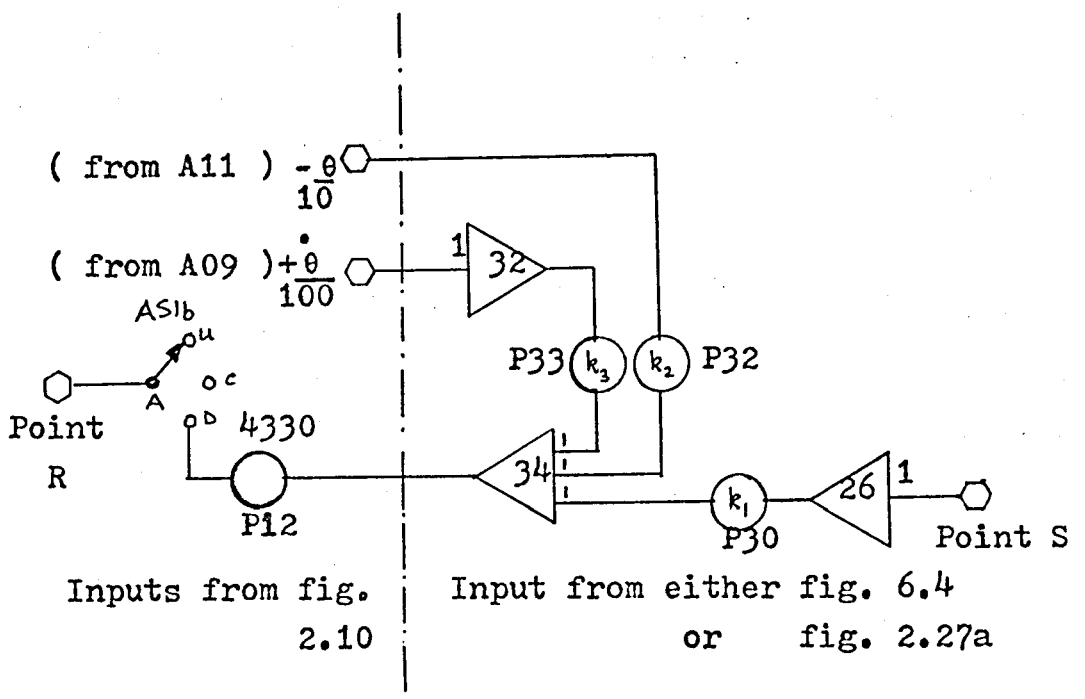 ( from A11 ) -θ
10
( from A09 ) +θ̇
100
1
32
AS1b
u
c
A
D
Point
R
4330
P12
P33
k₃
k₂
P32
34
1
1
1
k₁
P30
26
1
Point S
Inputs from fig.
2.10
Input from either fig. 6.4
or fig. 2.27a